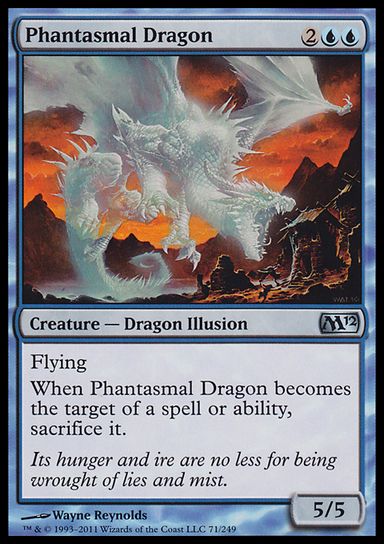 Phantasmal Dragon 2
Creature — Dragon Illusion M12
Flying
When Phantasmal Dragon becomes
the target of a spell or ability,
sacrifice it.
Its hunger and ire are no less for being
wrought of lies and mist.
Wayne Reynolds
™ & © 1993–2011 Wizards of the Coast LLC 71/249
5/5